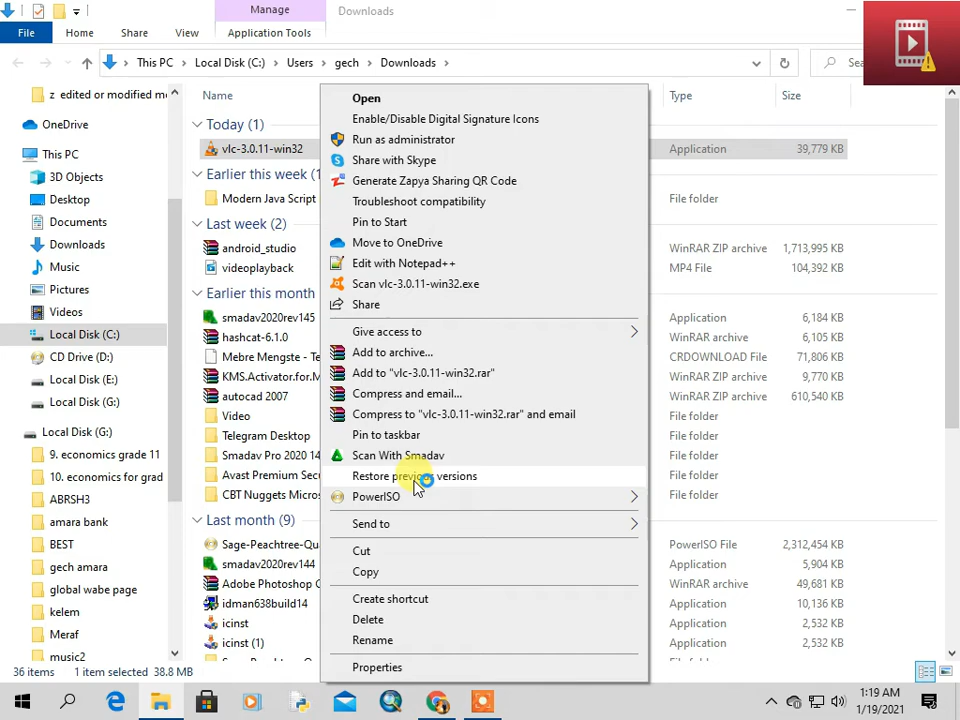 Manage
Downloads
File
Home
Share
View
Application Tools
This PC
Local Disk (C:)
Users
gech
Downloads
z edited or modified
OneDrive
This PC
3D Objects
Desktop
Documents
Downloads
Music
Pictures
Videos
Local Disk (C:)
CD Drive (D:)
Local Disk (E:)
Local Disk (G:)
Local Disk (G:)
9. economics grade 11
10. economics for grad
ABRSH3
amara bank
BEST
gech amara
global wabe page
kelem
Meraf
music2
Name
Type
Size
Today (1)
vlc-3.0.11-win32
Application
39,779 KB
Earlier this week (1
Modern Java Script
File folder
Last week (2)
android_studio
WinRAR ZIP archive
1,713,995 KB
videoplayback
MP4 File
104,392 KB
Earlier this month
smadav2020rev145
Application
6,184 KB
hashcat-6.1.0
WinRAR archive
6,105 KB
Mebre Mengste - Te
CRDOWNLOAD File
71,806 KB
KMS.Activator.for.M
WinRAR ZIP archive
9,770 KB
autocad 2007
WinRAR ZIP archive
610,540 KB
Video
File folder
Telegram Desktop
File folder
Smadav Pro 2020 14
File folder
Avast Premium Secu
File folder
CBT Nuggets Micros
File folder
Last month (9)
Sage-Peachtree-Qu
PowerISO File
2,312,454 KB
smadav2020rev144
Application
5,904 KB
Adobe Photoshop
WinRAR archive
49,681 KB
idman638build14
Application
10,136 KB
icinst
Application
2,532 KB
icinst (1)
Application
2,532 KB
Open
Enable/Disable Digital Signature Icons
Run as administrator
Share with Skype
Generate Zapya Sharing QR Code
Troubleshoot compatibility
Pin to Start
Move to OneDrive
Edit with Notepad++
Scan vlc-3.0.11-win32.exe
Share
Give access to
Add to archive...
Add to "vlc-3.0.11-win32.rar"
Compress and email...
Compress to "vlc-3.0.11-win32.rar" and email
Pin to taskbar
Scan With Smadav
Restore previous versions
PowerISO
Send to
Cut
Copy
Create shortcut
Delete
Rename
Properties
36 items
1 item selected 38.8 MB
1:19 AM
1/19/2021